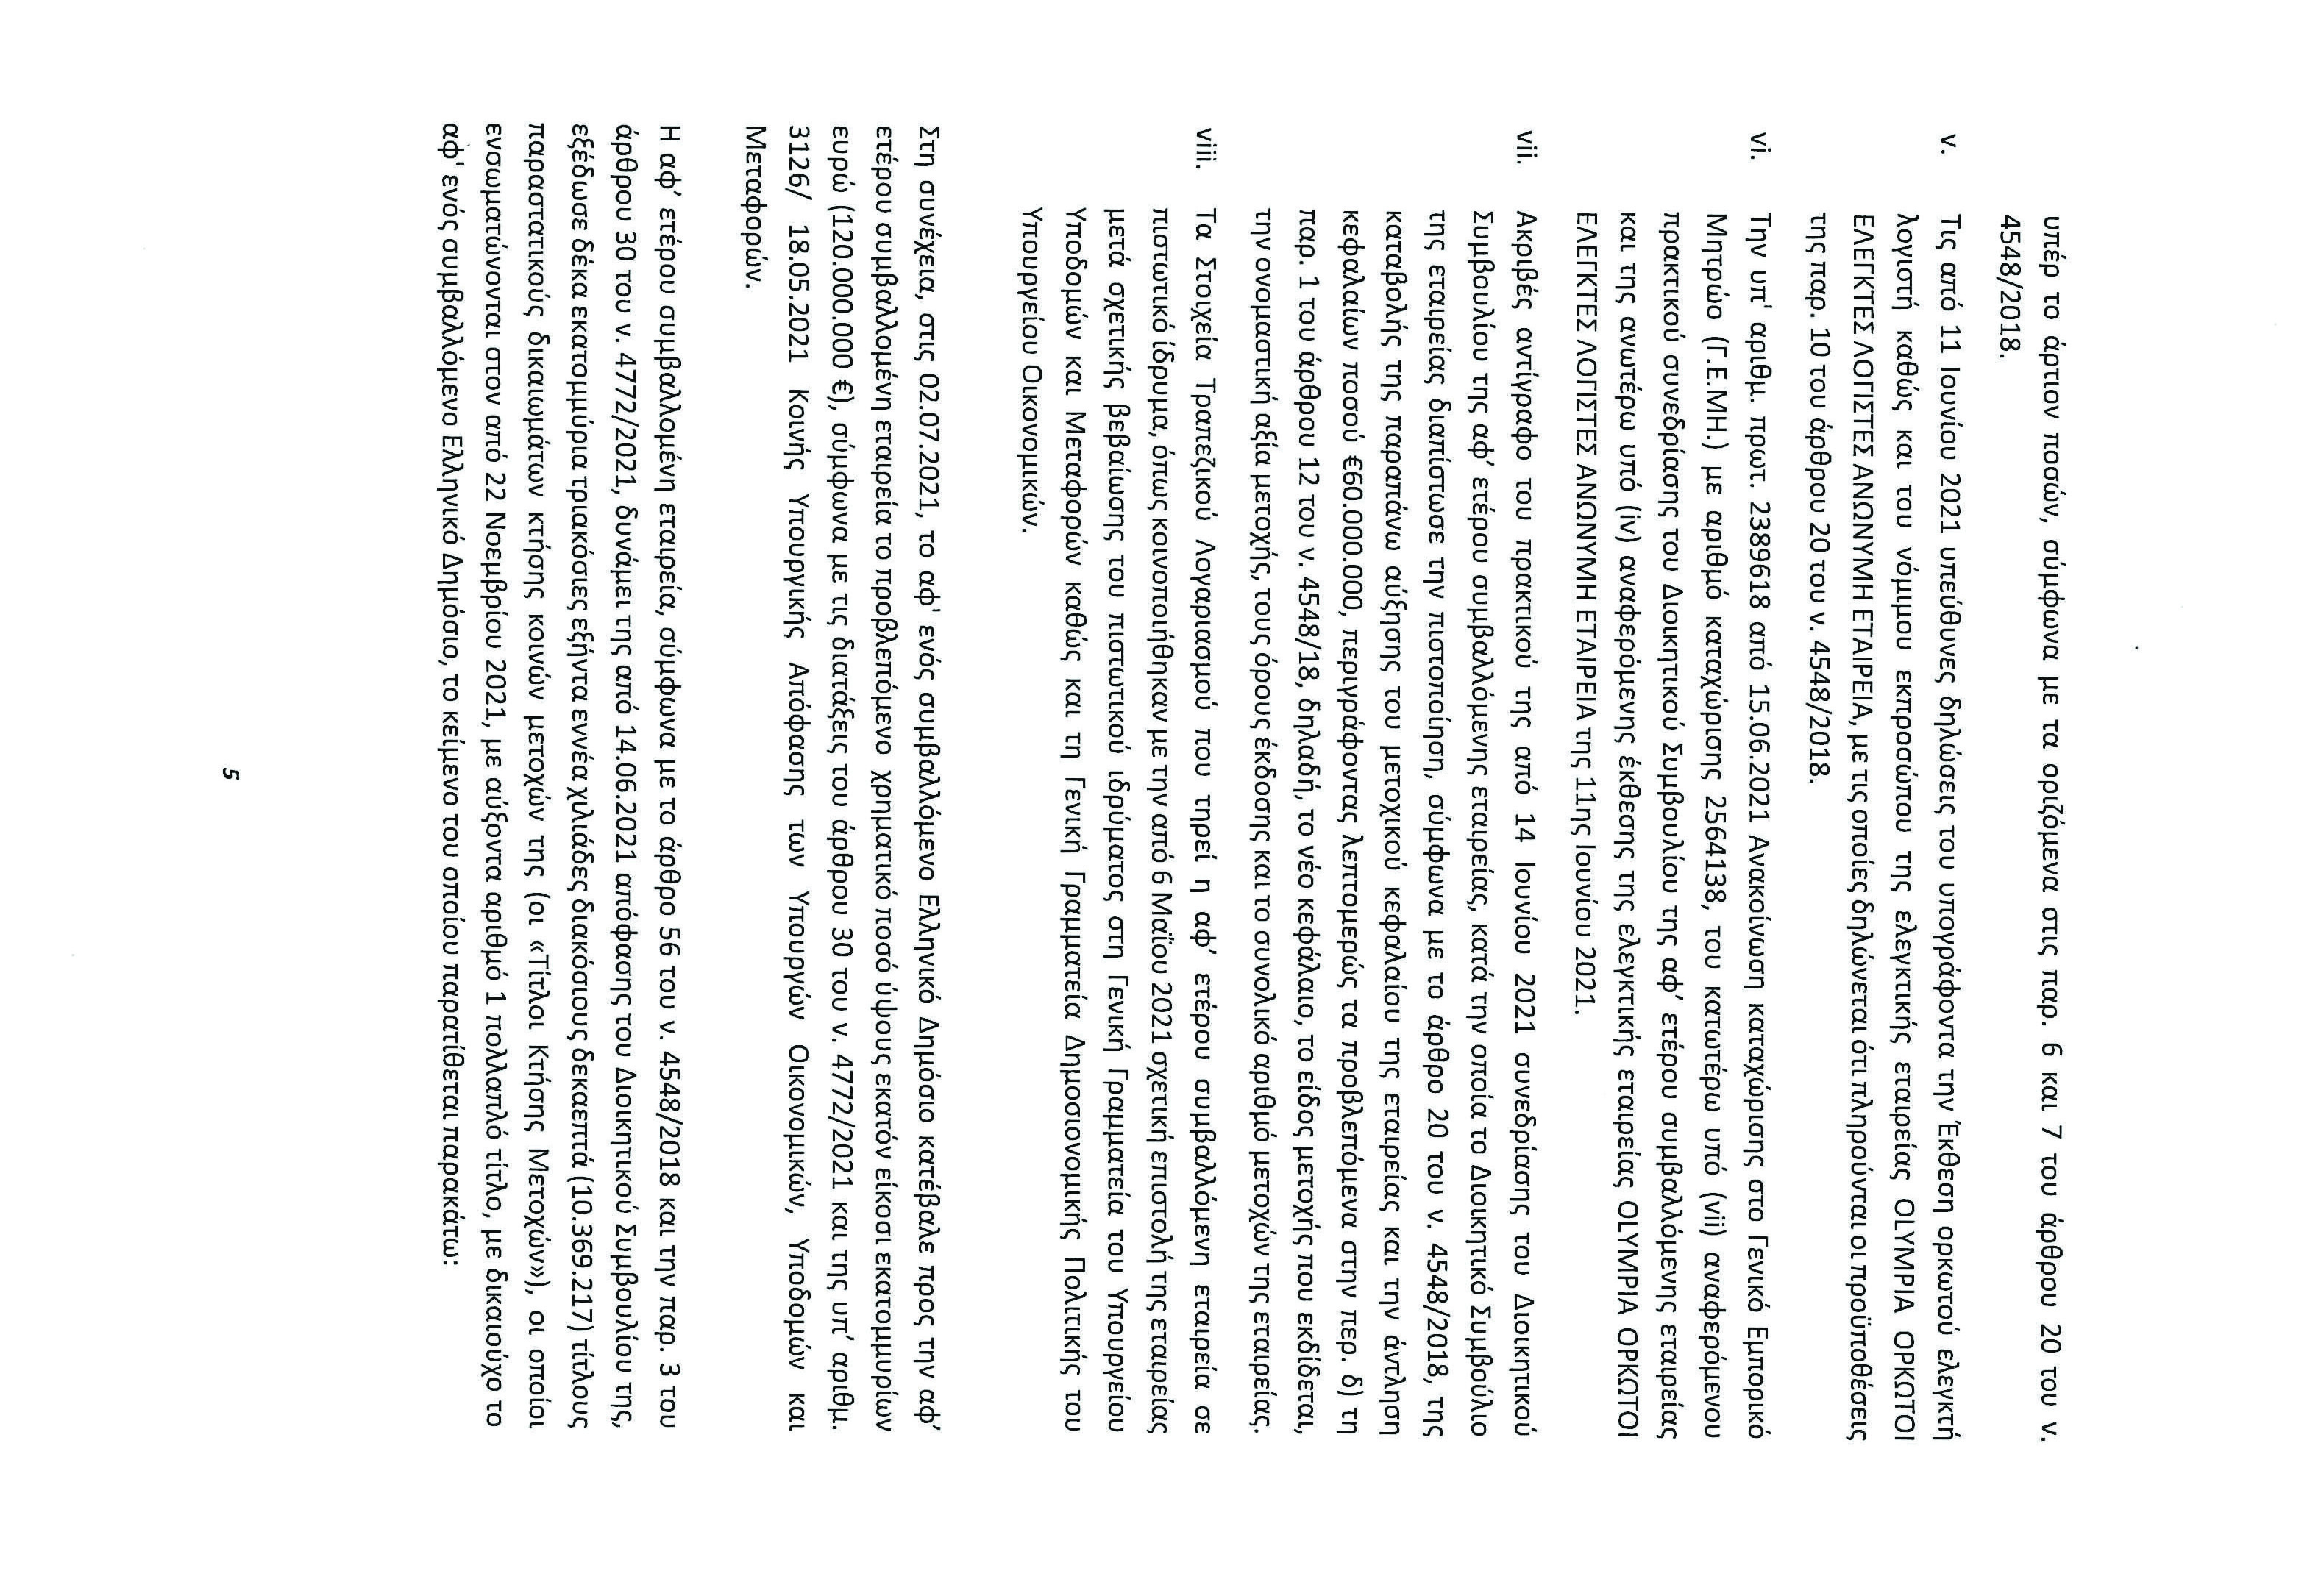 υπέρ το άρτιον ποσών, σύμφωνα με τα οριζόμενα στις παρ. 6 και 7 του άρθρου 20 του ν.
4548/2018.
v. Τις από 11 Ιουνίου 2021 υπεύθυνες δηλώσεις του υπογράφοντα την Έκθεση ορκωτού ελεγκτή
λογιστή καθώς και του νόμιμου εκπροσώπου της ελεγκτικής εταιρείας OLYMPIA ΟΡΚΩΤΟΙ
ΕΛΕΓΚΤΕΣ ΛΟΓΙΣΤΕΣ ΑΝΩΝΥΜΗ ΕΤΑΙΡΕΙΑ, με τις οποίες δηλώνεται ότι πληρούνται οι προϋποθέσεις
της παρ. 10 του άρθρου 20 του ν. 4548/2018.
vi. Την υπ' αριθμ. πρωτ. 2389618 από 15.06.2021 Ανακοίνωση καταχώρισης στο Γενικό Εμπορικό
Μητρώο (Γ.Ε.ΜΗ.) με αριθμό καταχώρισης 2564138, του κατωτέρω υπό (vii) αναφερόμενου
πρακτικού συνεδρίασης του Διοικητικού Συμβουλίου της αφ’ ετέρου συμβαλλόμενης εταιρείας
και της ανωτέρω υπό (iv) αναφερόμενης έκθεσης της ελεγκτικής εταιρείας OLYMPIA ΟΡΚΩΤΟΙ
ΕΛΕΓΚΤΕΣ ΛΟΓΙΣΤΕΣ ΑΝΩΝΥΜΗ ΕΤΑΙΡΕΙΑ της 11ης Ιουνίου 2021.
vii. Ακριβές αντίγραφο του πρακτικού της από 14 Ιουνίου 2021 συνεδρίασης του Διοικητικού
Συμβουλίου της αφ’ ετέρου συμβαλλόμενης εταιρείας, κατά την οποία το Διοικητικό Συμβούλιο
της εταιρείας διαπίστωσε την πιστοποίηση, σύμφωνα με το άρθρο 20 του ν. 4548/2018, της
καταβολής της παραπάνω αύξησης του μετοχικού κεφαλαίου της εταιρείας και την άντληση
κεφαλαίων ποσού €60.000.000, περιγράφοντας λεπτομερώς τα προβλεπόμενα στην περ. δ) τη
παρ. 1 του άρθρου 12 του ν. 4548/18, δηλαδή, το νέο κεφάλαιο, το είδος μετοχής που εκδίδεται,
την ονομαστική αξία μετοχής, τους όρους έκδοσης και το συνολικό αριθμό μετοχών της εταιρείας.
viii. Τα Στοιχεία Τραπεζικού Λογαριασμού που τηρεί η αφ’ ετέρου συμβαλλόμενη εταιρεία σε
πιστωτικό ίδρυμα, όπως κοινοποιήθηκαν με την από 6 Μαΐου 2021 σχετική επιστολή της εταιρείας
μετά σχετικής βεβαίωσης του πιστωτικού ιδρύματος στη Γενική Γραμματεία του Υπουργείου
Υποδομών και Μεταφορών καθώς και τη Γενική Γραμματεία Δημοσιονομικής Πολιτικής του
Υπουργείου Οικονομικών.
Στη συνέχεια, στις 02.07.2021, το αφ' ενός συμβαλλόμενο Ελληνικό Δημόσιο κατέβαλε προς την αφ’
ετέρου συμβαλλομένη εταιρεία το προβλεπόμενο χρηματικό ποσό ύψους εκατόν είκοσι εκατομμυρίων
ευρώ (120.000.000 €), σύμφωνα με τις διατάξεις του άρθρου 30 του ν. 4772/2021 και της υπ’ αριθμ.
3126/ 18.05.2021 Κοινής Υπουργικής Απόφασης των Υπουργών Οικονομικών, Υποδομών και
Μεταφορών.
Η αφ’ ετέρου συμβαλλομένη εταιρεία, σύμφωνα με το άρθρο 56 του ν. 4548/2018 και την παρ. 3 του
άρθρου 30 του ν. 4772/2021, δυνάμει της από 14.06.2021 απόφασης του Διοικητικού Συμβουλίου της,
εξέδωσε δέκα εκατομμύρια τριακόσιες εξήντα εννέα χιλιάδες διακόσιους δεκαεπτά (10.369.217) τίτλους
παραστατικούς δικαιωμάτων κτήσης κοινών μετοχών της (οι «Τίτλοι Κτήσης Μετοχών»), οι οποίοι
ενσωματώνονται στον από 22 Νοεμβρίου 2021, με αύξοντα αριθμό 1 πολλαπλό τίτλο, με δικαιούχο το
αφ' ενός συμβαλλόμενο Ελληνικό Δημόσιο, το κείμενο του οποίου παρατίθεται παρακάτω:
5